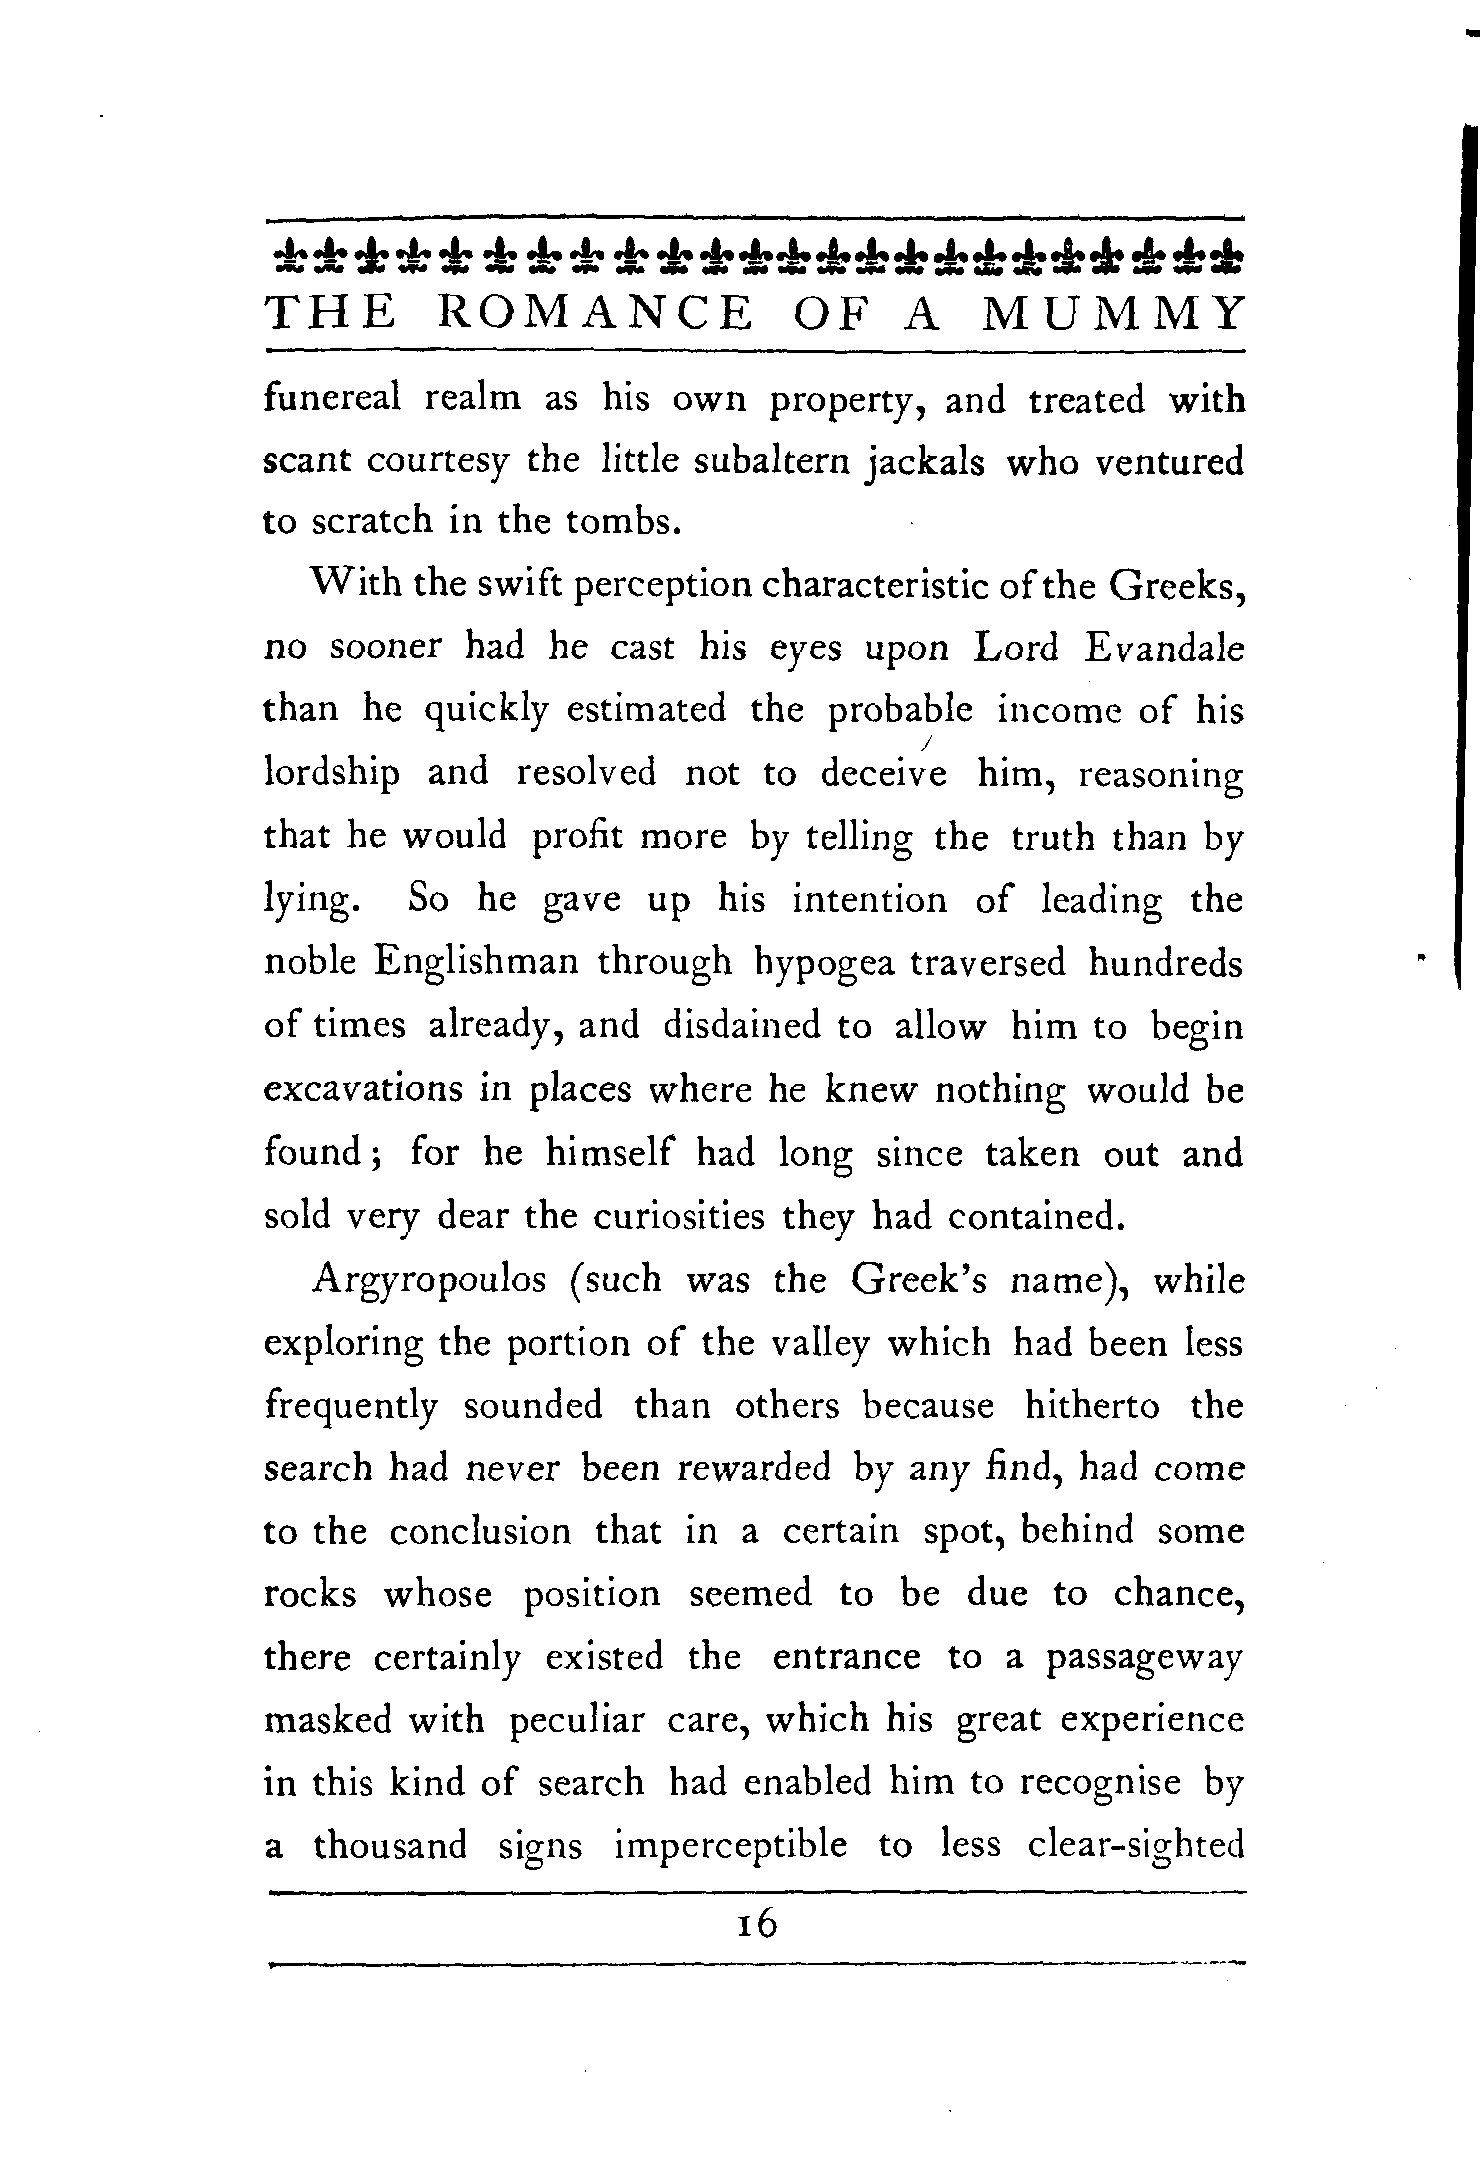 THE ROMANCE OF A MUMMY
funereal realm as his own property, and treated with
scant courtesy the little subaltern jackals who ventured
to scratch in the tombs.
With the swift perception characteristic of the Greeks,
no sooner had he cast his eyes upon Lord Evandale
than he quickly estimated the probable income of his
lordship and resolved not to deceive him, reasoning
that he would profit more by telling the truth than by
lying. So he gave up his intention of leading the
noble Englishman through hypogea traversed hundreds
of times already, and disdained to allow him to begin
excavations in places where he knew nothing would be
found; for he himself had long since taken out and
sold very dear the curiosities they had contained.
Argyropoulos (such was the Greek's name), while
exploring the portion of the valley which had been less
frequently sounded than others because hitherto the
search had never been rewarded by any find, had come
to the conclusion that in a certain spot, behind some
rocks whose position seemed to be due to chance,
there certainly existed the entrance to a passageway
masked with peculiar care, which his great experience
in this kind of search had enabled him to recognise by
a thousand signs imperceptible to less clear-sighted
16